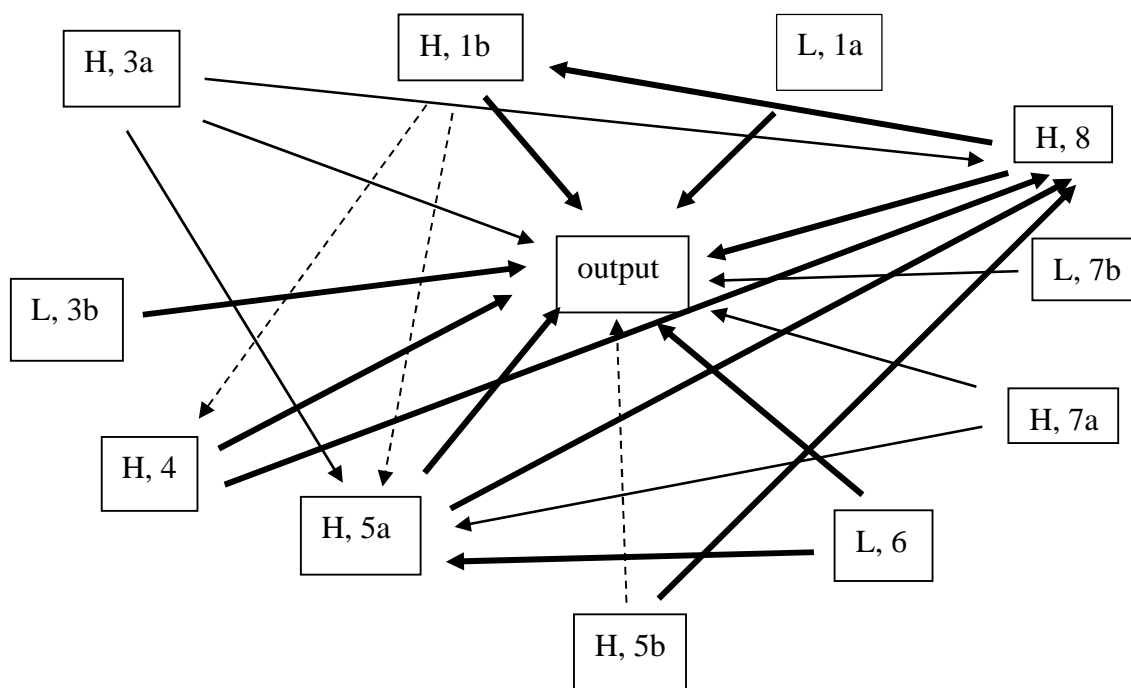 H, 3a
H, 1b
L, 1a
H, 8
output
L, 7b
L, 3b
H, 7a
H, 4
H, 5a
L, 6
H, 5b